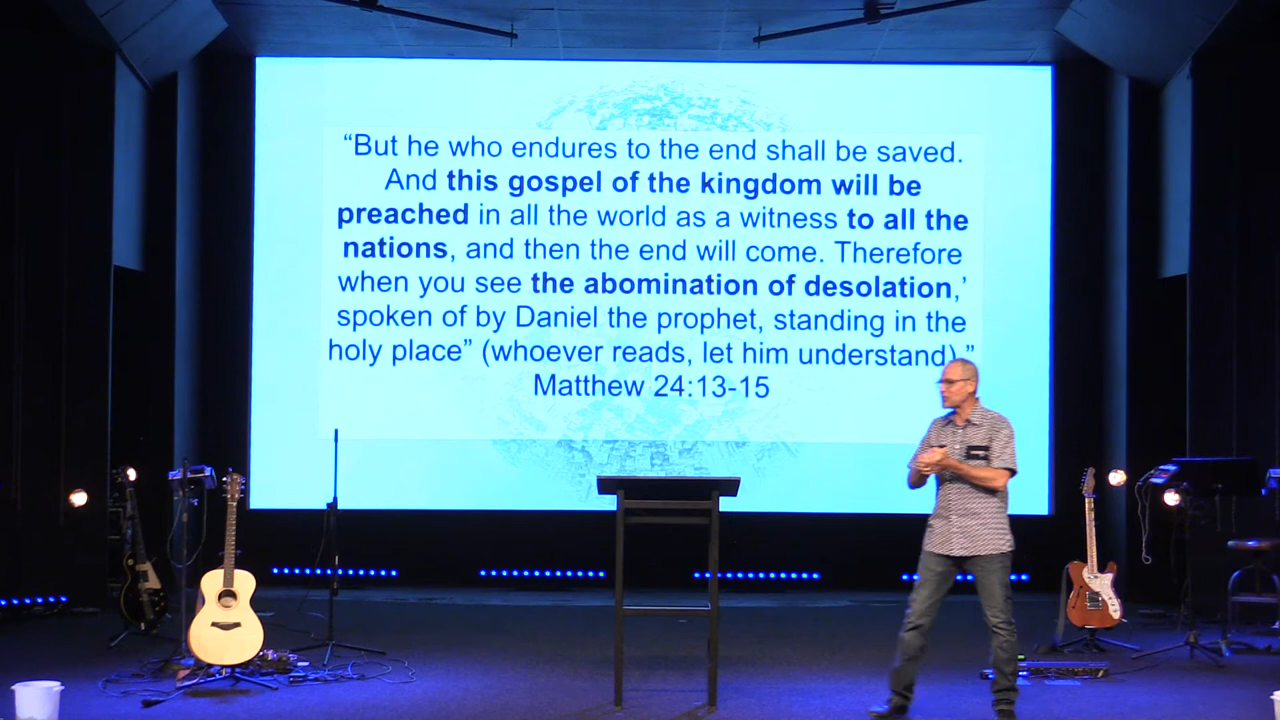 “But he who endures to the end shall be saved.
And this gospel of the kingdom will be
preached in all the world as a witness to all the
nations, and then the end will come. Therefore
when you see the abomination of desolation,’
spoken of by Daniel the prophet, standing in the
holy place” (whoever reads, let him understand).”
Matthew 24:13-15